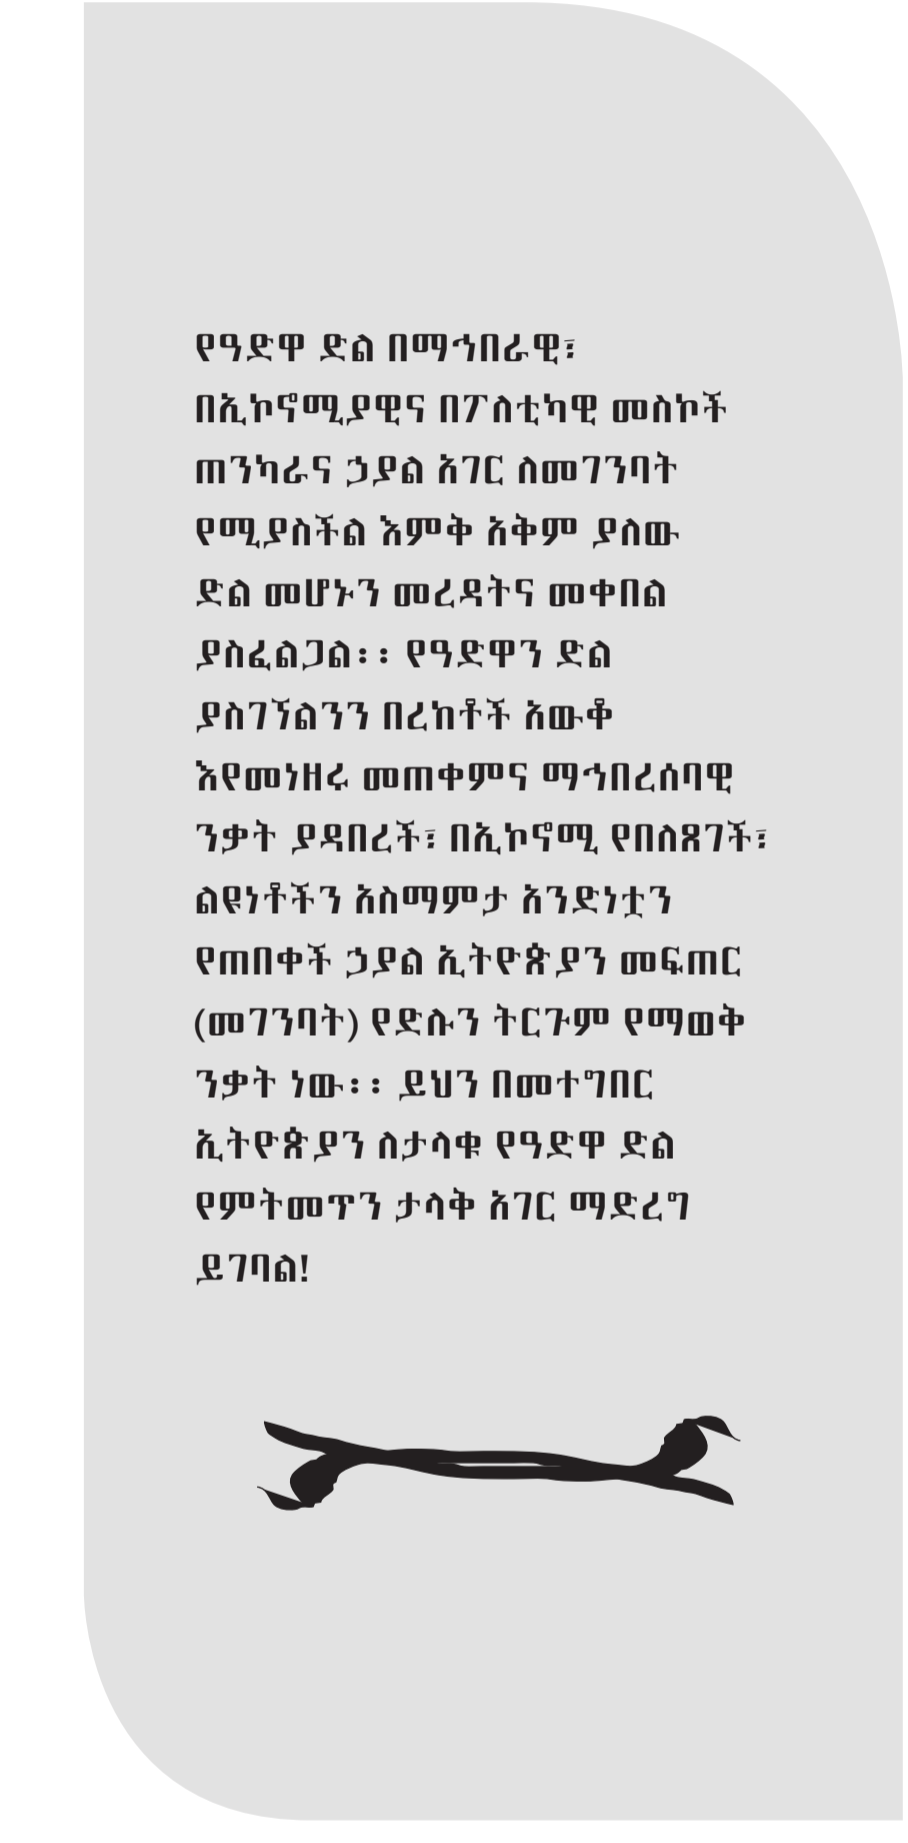 የዓድዋ ድል በማኅበራዊ፣
በኢኮኖሚያዊና በፖለቲካዊ መስኮች
ጠንካራና ኃያል አገር ለመገንባት
የሚያስችል እምቅ አቅም ያለው
ድል መሆኑን መረዳትና መቀበል
ያስፈልጋል፡፡ የዓድዋን ድል
ያስገኘልንን በረከቶች አውቆ
እየመነዘሩ መጠቀምና ማኅበረሰባዊ
ንቃት ያዳበረች፣ በኢኮኖሚ የበለጸገች፣
ልዩነቶችን አስማምታ አንድነቷን
የጠበቀች ኃያል ኢትዮጵያን መፍጠር
(መገንባት) የድሉን ትርጉም የማወቅ
ንቃት ነው፡፡ ይህን በመተግበር
ኢትዮጵያን ለታላቁ የዓድዋ ድል
የምትመጥን ታላቅ አገር ማድረግ
ይገባል!